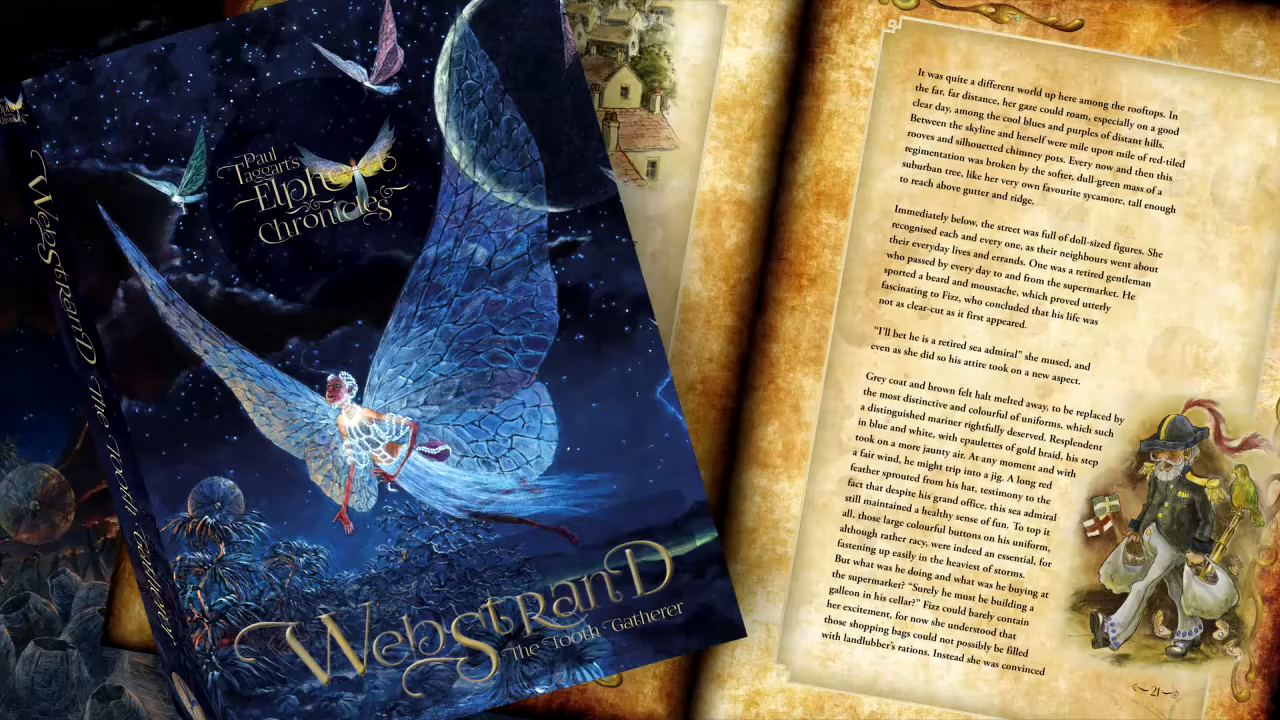 Paul
Taggart's
Elpheeno
Chronicles
WebStranD
The Tooth Gatherer
WebStranD The Tooth Gatherer
It was quite a different world up here among the rooftops. In
the far, far distance, her gaze could roam, especially on a good
clear day, among the cool blues and purples of distant hills.
Between the skyline and herself were mile upon mile of red-tiled
rooves and silhouetted chimney pots. Every now and then this
regimentation was broken by the softer, dull-green mass of a
suburban tree, like her very own favourite sycamore, tall enough
to reach above gutter and ridge.
Immediately below, the street was full of doll-sized figures. She
recognised each and every one, as their neighbours went about
their everyday lives and errands. One was a retired gentleman
who passed by every day to and from the supermarket. He
sported a beard and moustache, which proved utterly
fascinating to Fizz, who concluded that his life was
not as clear-cut as it first appeared.
“I'll bet he is a retired sea admiral” she mused, and
even as she did so his attire took on a new aspect.
Grey coat and brown felt halt melted away, to be replaced by
the most distinctive and colourful of uniforms, which such
a distinguished mariner rightfully deserved. Resplendent
in blue and white, with epaulettes of gold braid, his step
took on a more jaunty air. At any moment and with
a fair wind, he might trip into a jig. A long red
feather sprouted from his hat, testimony to the
fact that despite his grand office, this sea admiral
still maintained a healthy sense of fun. To top it
all, those large colourful buttons on his uniform,
although rather racy, were indeed an essential, for
fastening up easily in the heaviest of storms.
But what was he doing and what was he buying at
the supermarket? “Surely he must be building a
galleon in his cellar?” Fizz could barely contain
her excitement, for now she understood that
those shopping bags could not possibly be filled
with landlubber's rations. Instead she was convinced
21